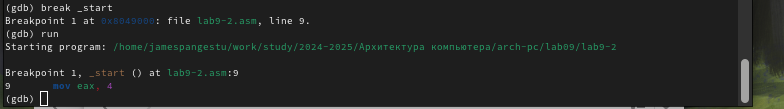 (gdb) break _start
Breakpoint 1 at 0x8049000: file lab9-2.asm, line 9.
(gdb) run
Starting program: /home/jamespangestu/work/study/2024-2025/Архитектура компьютера/arch-pc/lab09/lab9-2
Breakpoint 1, _start () at lab9-2.asm:9
9 mov eax, 4
(gdb)